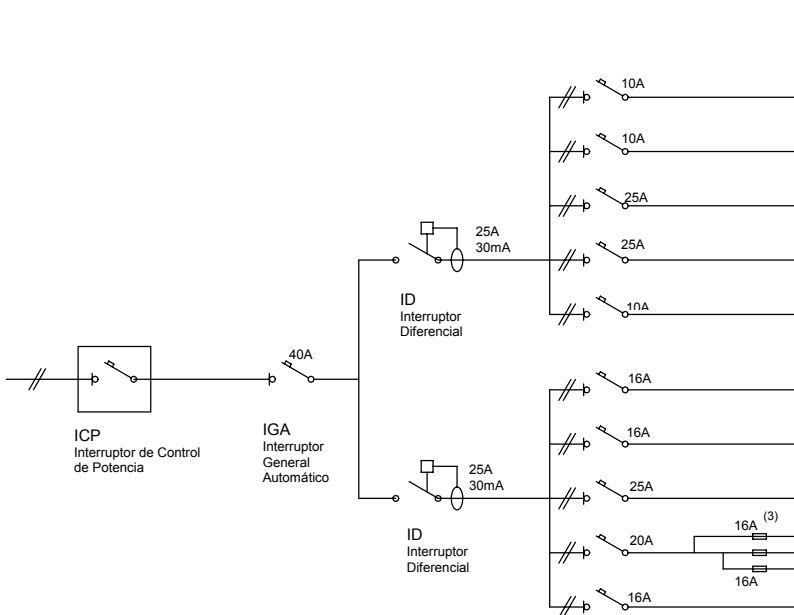 10A
10A
25A
25A
30mA
25A
ID
Interruptor
Diferencial
10A
40A
16A
ICP
Interruptor de Control
de Potencia
IGA
Interruptor
General
Automático
16A
25A
30mA
25A
ID
Interruptor
Diferencial
16A
(3)
20A
16A
16A